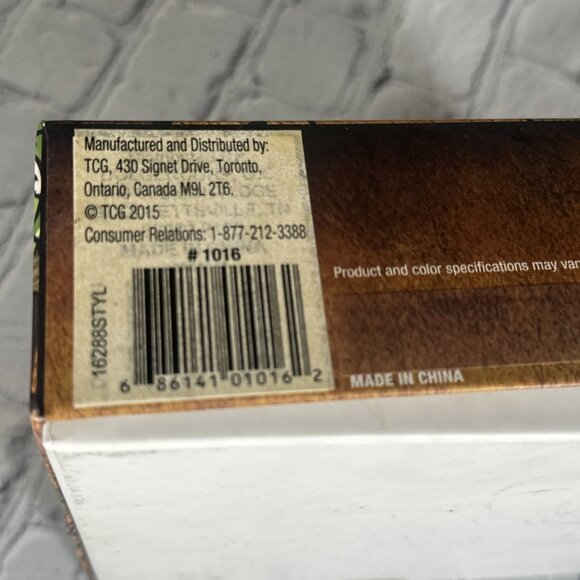 Manufactured and Distributed by:
TCG, 430 Signet Drive, Toronto,
Ontario, Canada M9L 2T6.
© TCG 2015
Consumer Relations: 1-877-212-3388
# 1016
16288STYL
6 86141 01016 2
Product and color specifications may
MADE IN CHINA